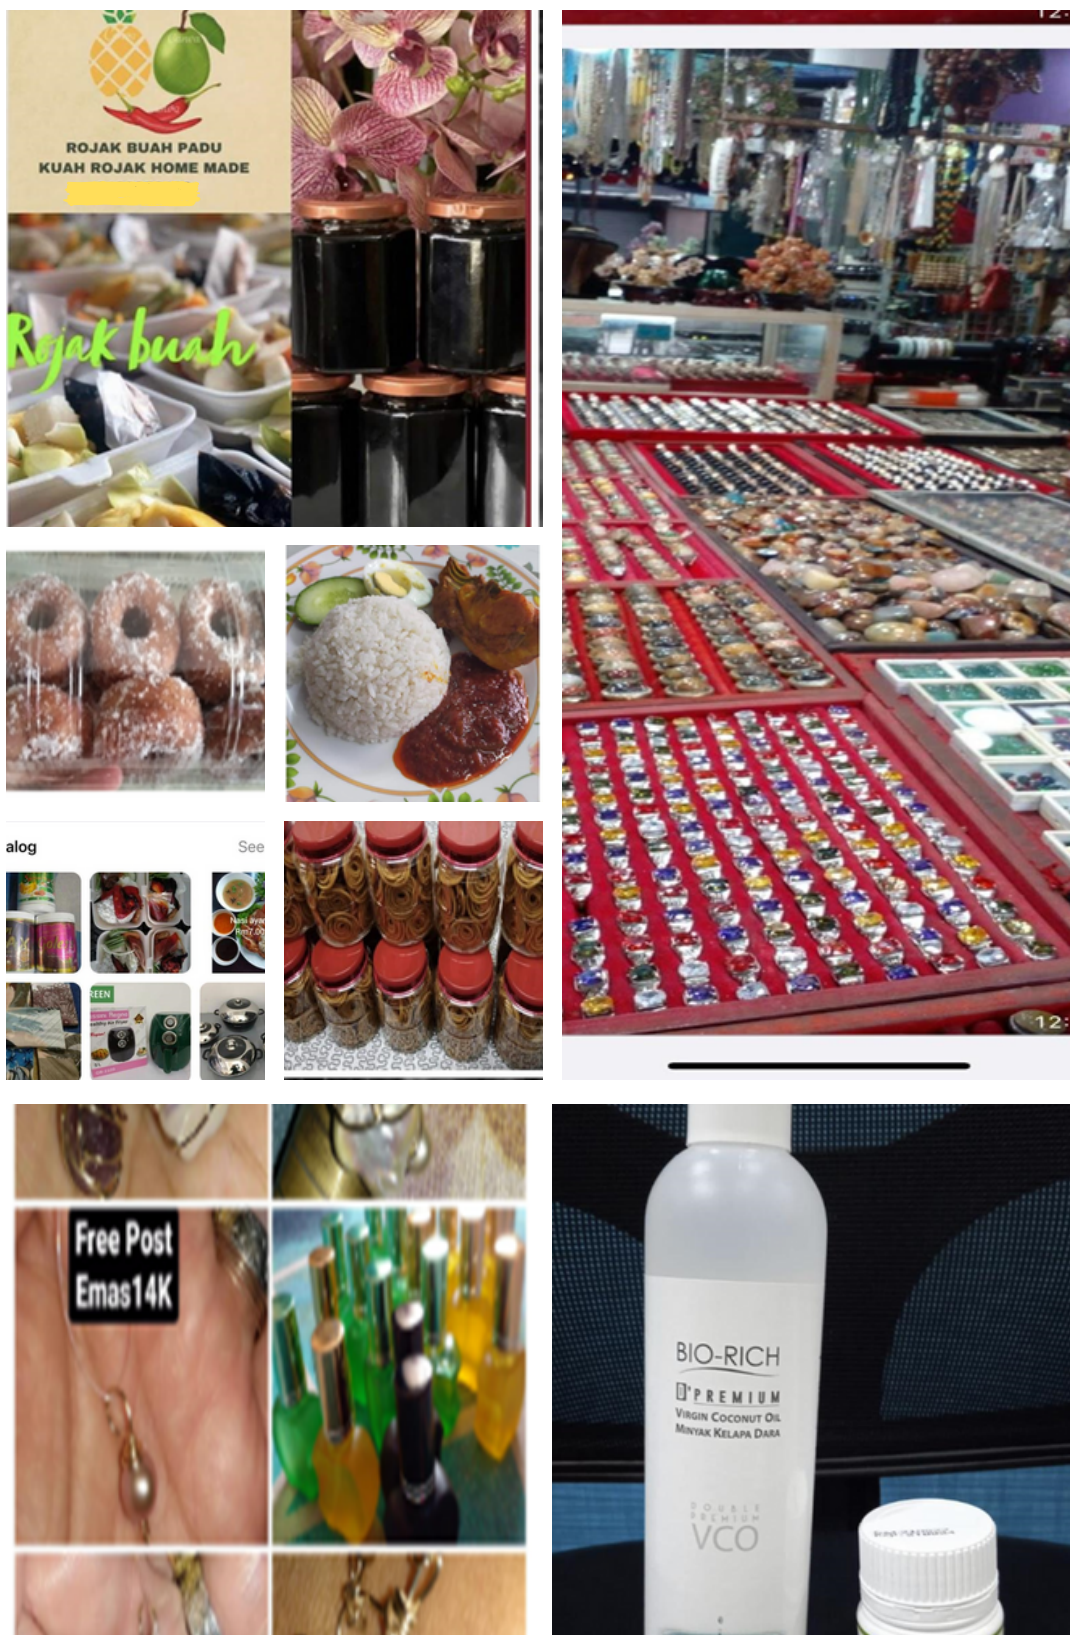 ROJAK BUAH PADU
KUAH ROJAK HOME MADE
Rojak buah
12:
alog
See
Nasi ayam
Rm7.00
REEN
12:
Free Post
Emas14K
BIO-RICH
PREMIUM
VIRGIN COCONUT OIL
MINYAK KELAPA DARA
DOUBLE
PREMIUM
VCO